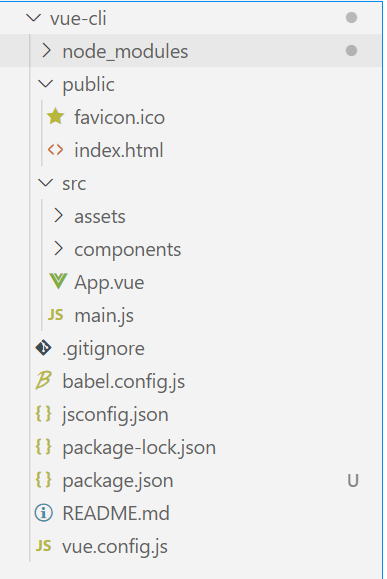 vue-cli
node_modules
public
favicon.ico
index.html
src
assets
components
App.vue
JS main.js
.gitignore
babel.config.js
{} jsconfig.json
{} package-lock.json
{} package.json U
README.md
JS vue.config.js